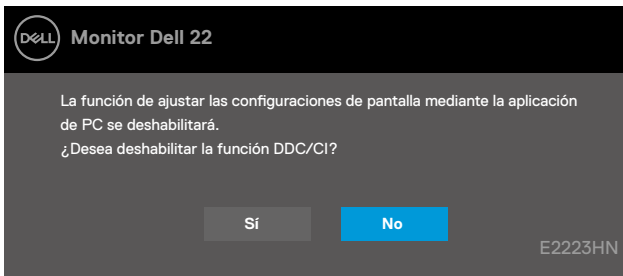 DELL Monitor Dell 22
La función de ajustar las configuraciones de pantalla mediante la aplicación
de PC se deshabilitará.
¿Desea deshabilitar la función DDC/CI?
Sí No
E2223HN